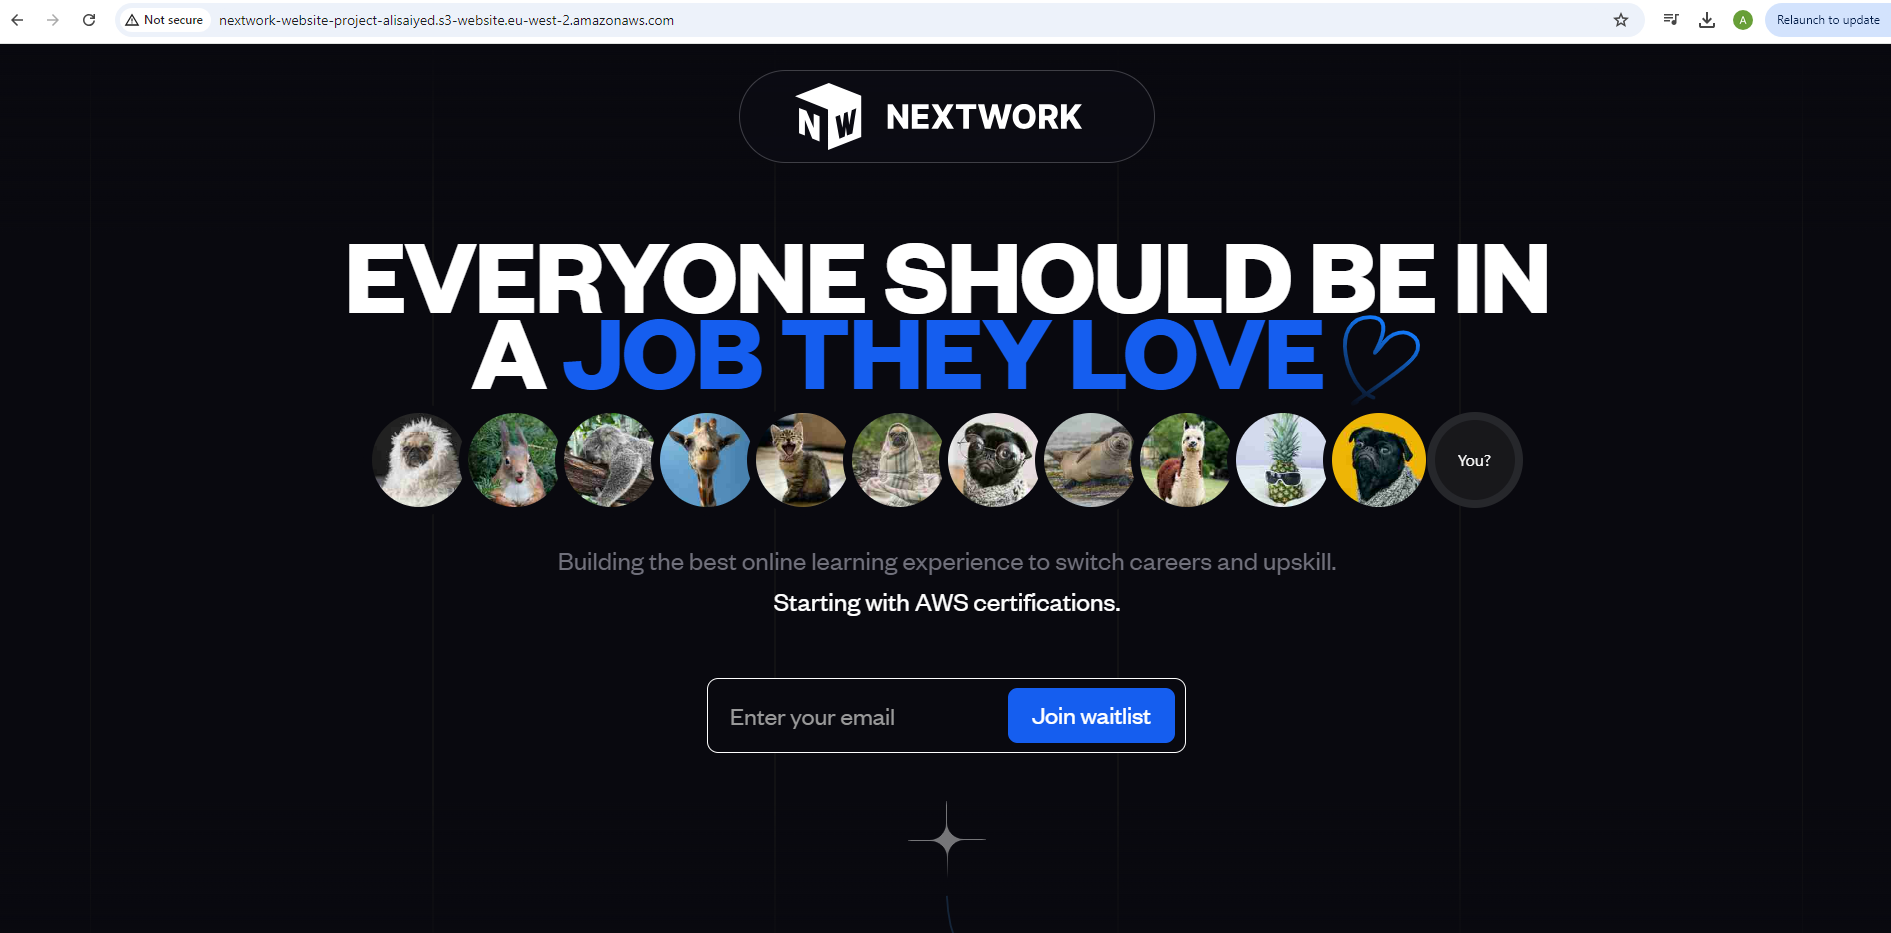 Not secure nextwork-website-project-alisaiyed.s3-website.eu-west-2.amazonaws.com A Relaunch to update
NW NEXTWORK
EVERYONE SHOULD BE IN
A JOB THEY LOVE
You?
Building the best online learning experience to switch careers and upskill.
Starting with AWS certifications.
Enter your email Join waitlist